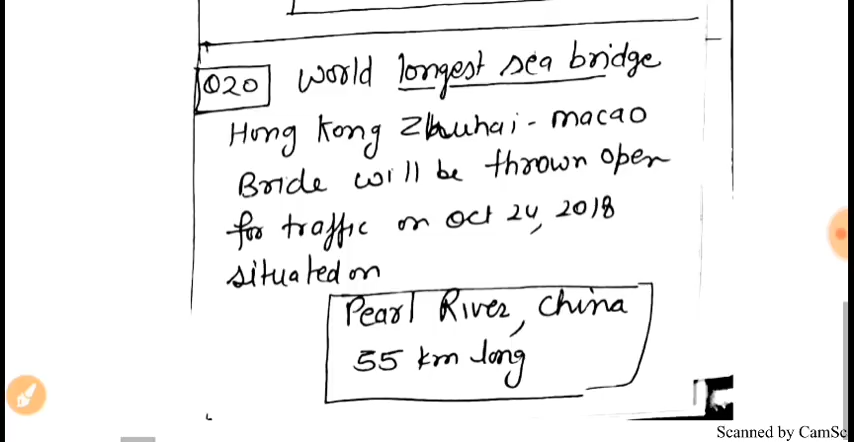 Q20 World longest sea bridge
Hong Kong Zhuhai - macao
Bride will be thrown open
for traffic on Oct 24, 2018
situated on
Pearl River, China
55 km long
Scanned by CamSc